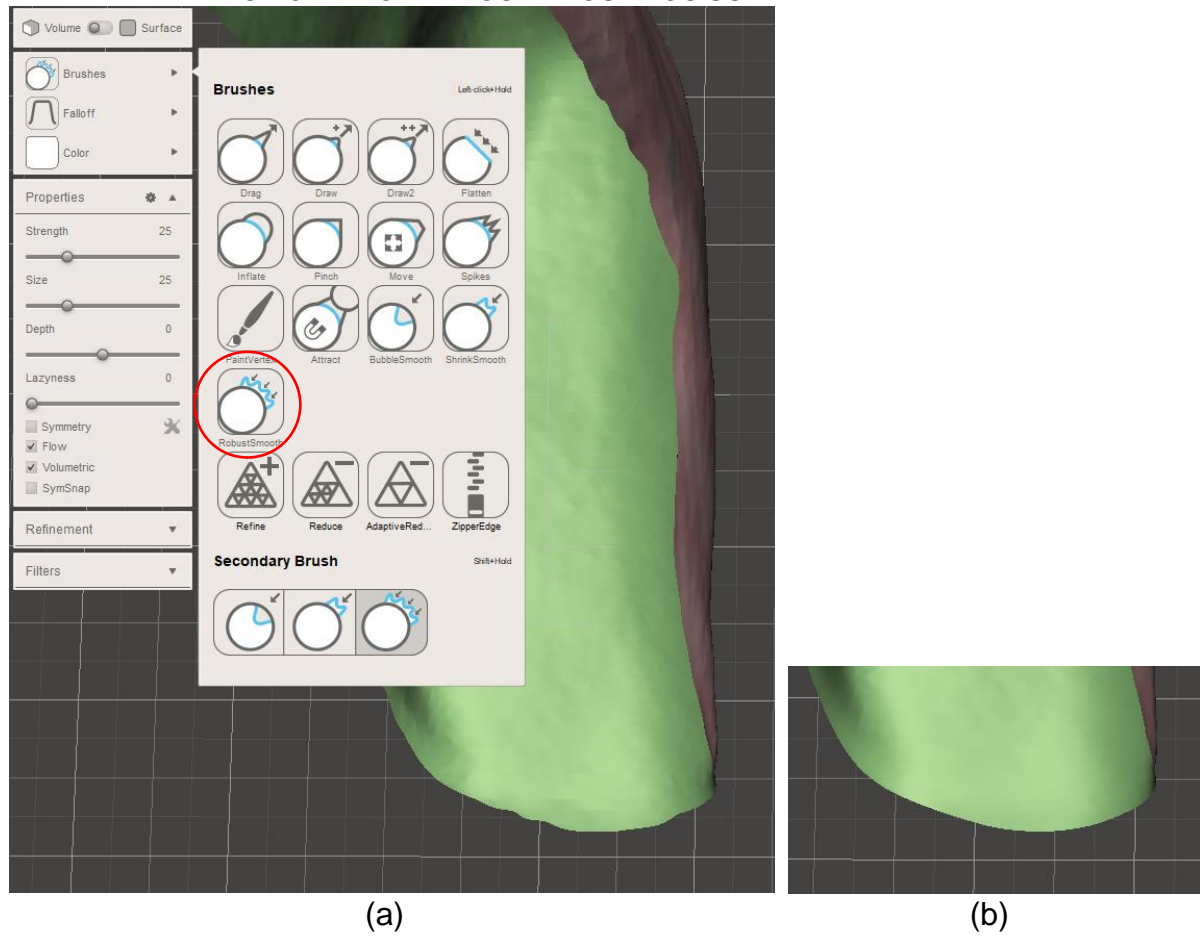 Volume Surface
Brushes
Falloff
Color
Properties
Strength 25
Size 25
Depth 0
Lazyness 0
Symmetry
Flow
Volumetric
SymSnap
Refinement
Filters
Brushes Left-click+Hold
Drag Draw Draw2 Flatten
Inflate Pinch Move Spikes
PaintVertex Attract BubbleSmooth ShrinkSmooth
RobustSmooth
Refine Reduce AdaptiveRed... ZipperEdge
Secondary Brush Shift+Hold
(a) (b)